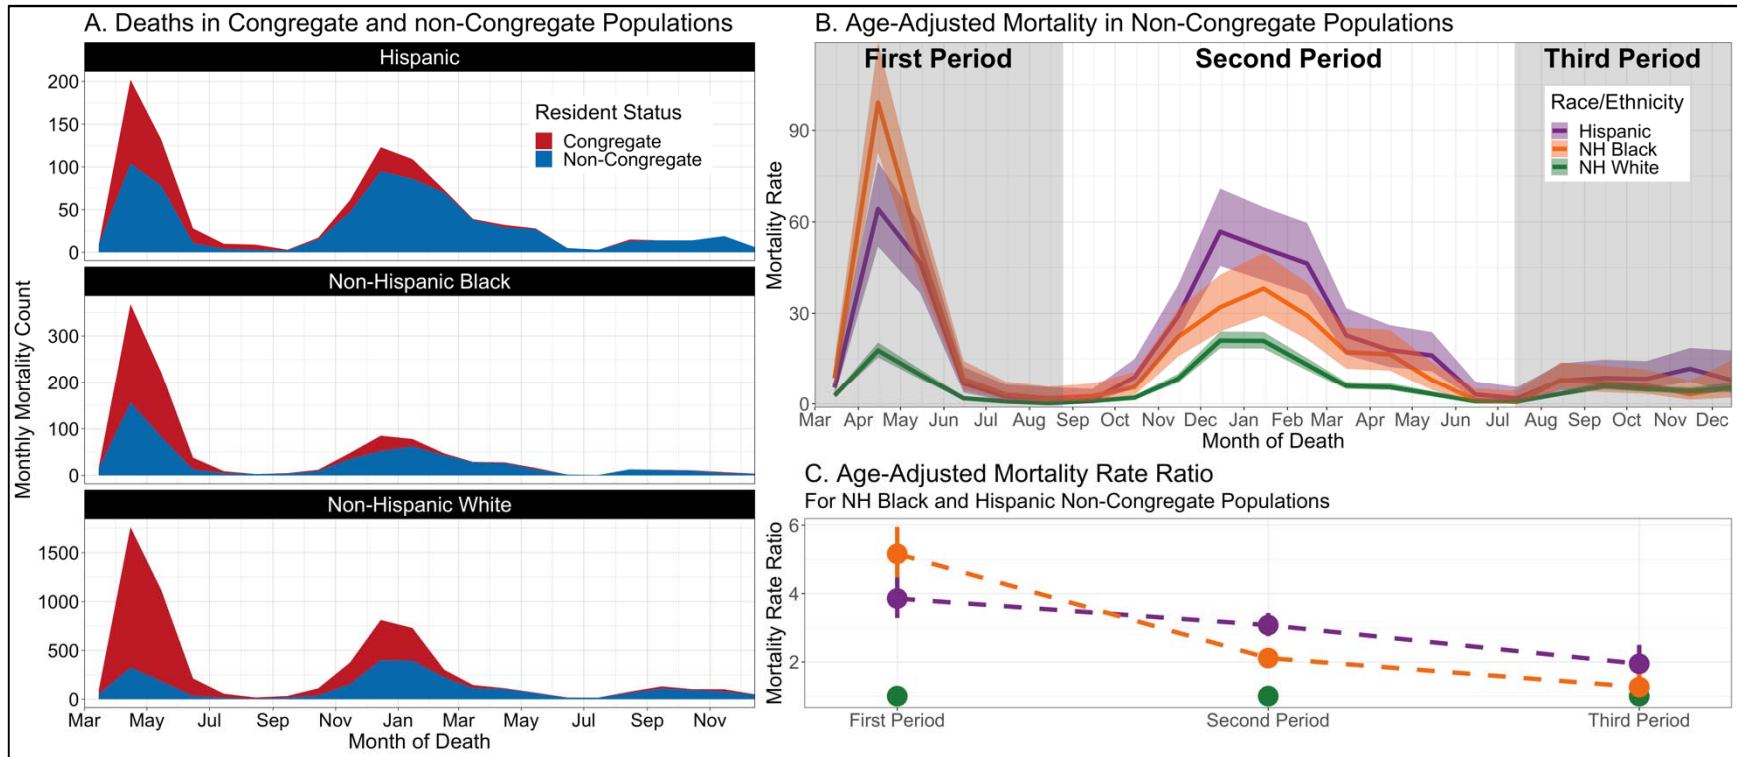 A. Deaths in Congregate and non-Congregate Populations
Hispanic
200
150
100
50
0
Resident Status
Congregate
Non-Congregate
Non-Hispanic Black
300
200
100
0
Non-Hispanic White
1500
1000
500
0
Monthly Mortality Count
Mar May Jul Sep Nov Jan Mar May Jul Sep Nov
Month of Death
B. Age-Adjusted Mortality in Non-Congregate Populations
First Period Second Period Third Period
Race/Ethnicity
Hispanic
NH Black
NH White
90
60
30
0
Mortality Rate
Mar Apr May Jun Jul Aug Sep Oct Nov Dec Jan Feb Mar Apr May Jun Jul Aug Sep Oct Nov Dec
Month of Death
C. Age-Adjusted Mortality Rate Ratio
For NH Black and Hispanic Non-Congregate Populations
6
4
2
Mortality Rate Ratio
First Period Second Period Third Period